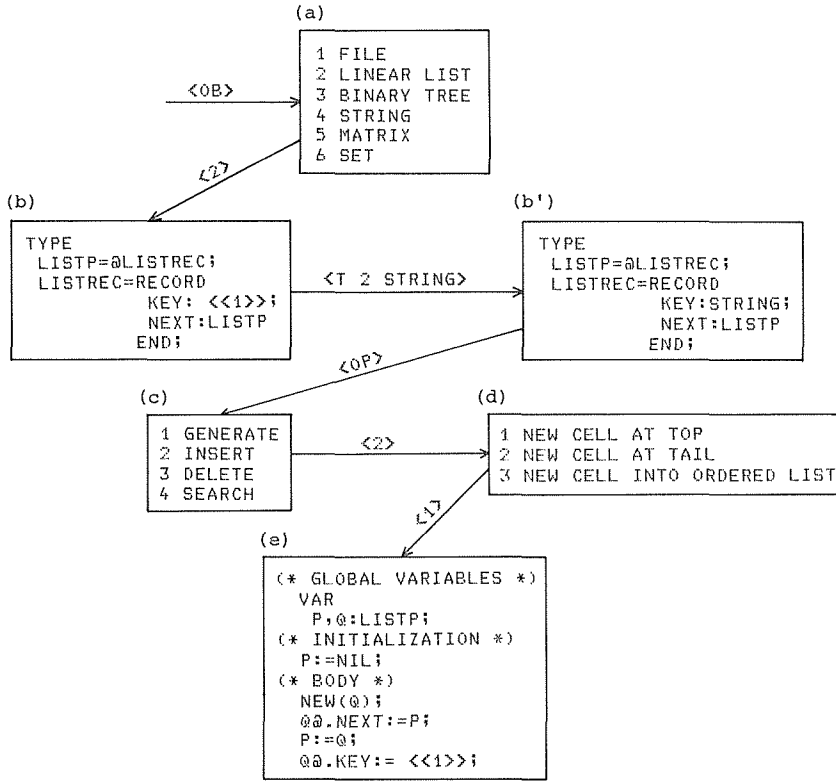 (a)
1 FILE
2 LINEAR LIST
3 BINARY TREE
4 STRING
5 MATRIX
6 SET
<OB>
<2>
(b)
TYPE
LISTP=@LISTREC;
LISTREC=RECORD
KEY: <<1>>;
NEXT:LISTP
END;
<T 2 STRING>
(b')
TYPE
LISTP=@LISTREC;
LISTREC=RECORD
KEY:STRING;
NEXT:LISTP
END;
<OP>
(c)
1 GENERATE
2 INSERT
3 DELETE
4 SEARCH
<2>
(d)
1 NEW CELL AT TOP
2 NEW CELL AT TAIL
3 NEW CELL INTO ORDERED LIST
<1>
(e)
(* GLOBAL VARIABLES *)
VAR
P,Q:LISTP;
(* INITIALIZATION *)
P:=NIL;
(* BODY *)
NEW(Q);
Q@.NEXT:=P;
P:=Q;
Q@.KEY:= <<1>>;